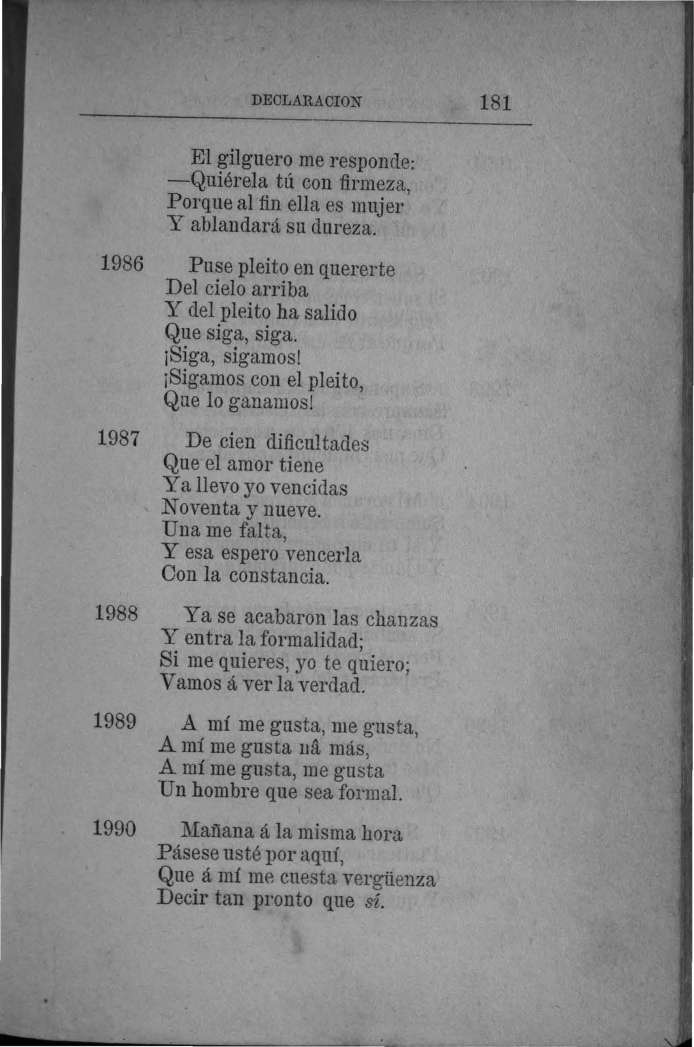 DECLARACION 181
El gilguero me responde:
—Quiérela tú con firmeza,
Porque al fin ella es mujer
Y ablandará su dureza.
1986 Puse pleito en quererte
Del cielo arriba
Y del pleito ha salido
Que siga, siga.
¡Siga, sigamos!
¡Sigamos con el pleito,
Que lo ganamos!
1987 De cien dificultades
Que el amor tiene
Ya llevo yo vencidas
Noventa y nueve.
Una me falta,
Y esa espero vencerla
Con la constancia.
1988 Ya se acabaron las chanzas
Y entra la formalidad;
Si me quieres, yo te quiero;
Vamos á ver la verdad.
1989 A mí me gusta, me gusta,
A mí me gusta nâ más,
A mí me gusta, me gusta
Un hombre que sea formal.
1990 Mañana á la misma hora
Pásese usté por aquí,
Que á mí me cuesta vergüenza
Decir tan pronto que sí.